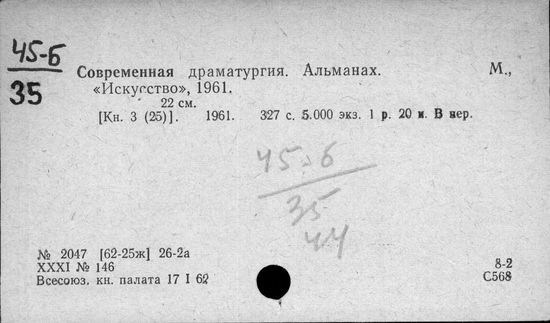 45-Б
35
Современная драматургия. Альманах. М.,
«Искусство», 1961.
22 см.
[Кн. 3 (25)]. 1961. 327 с. 5.000 экз. 1 р. 20 к. В пер.
45-Б
35
44
№ 2047 [62-25ж] 26-2а
XXXI № 146
Всесоюз. кн. палата 17 I 62
8-2
С568